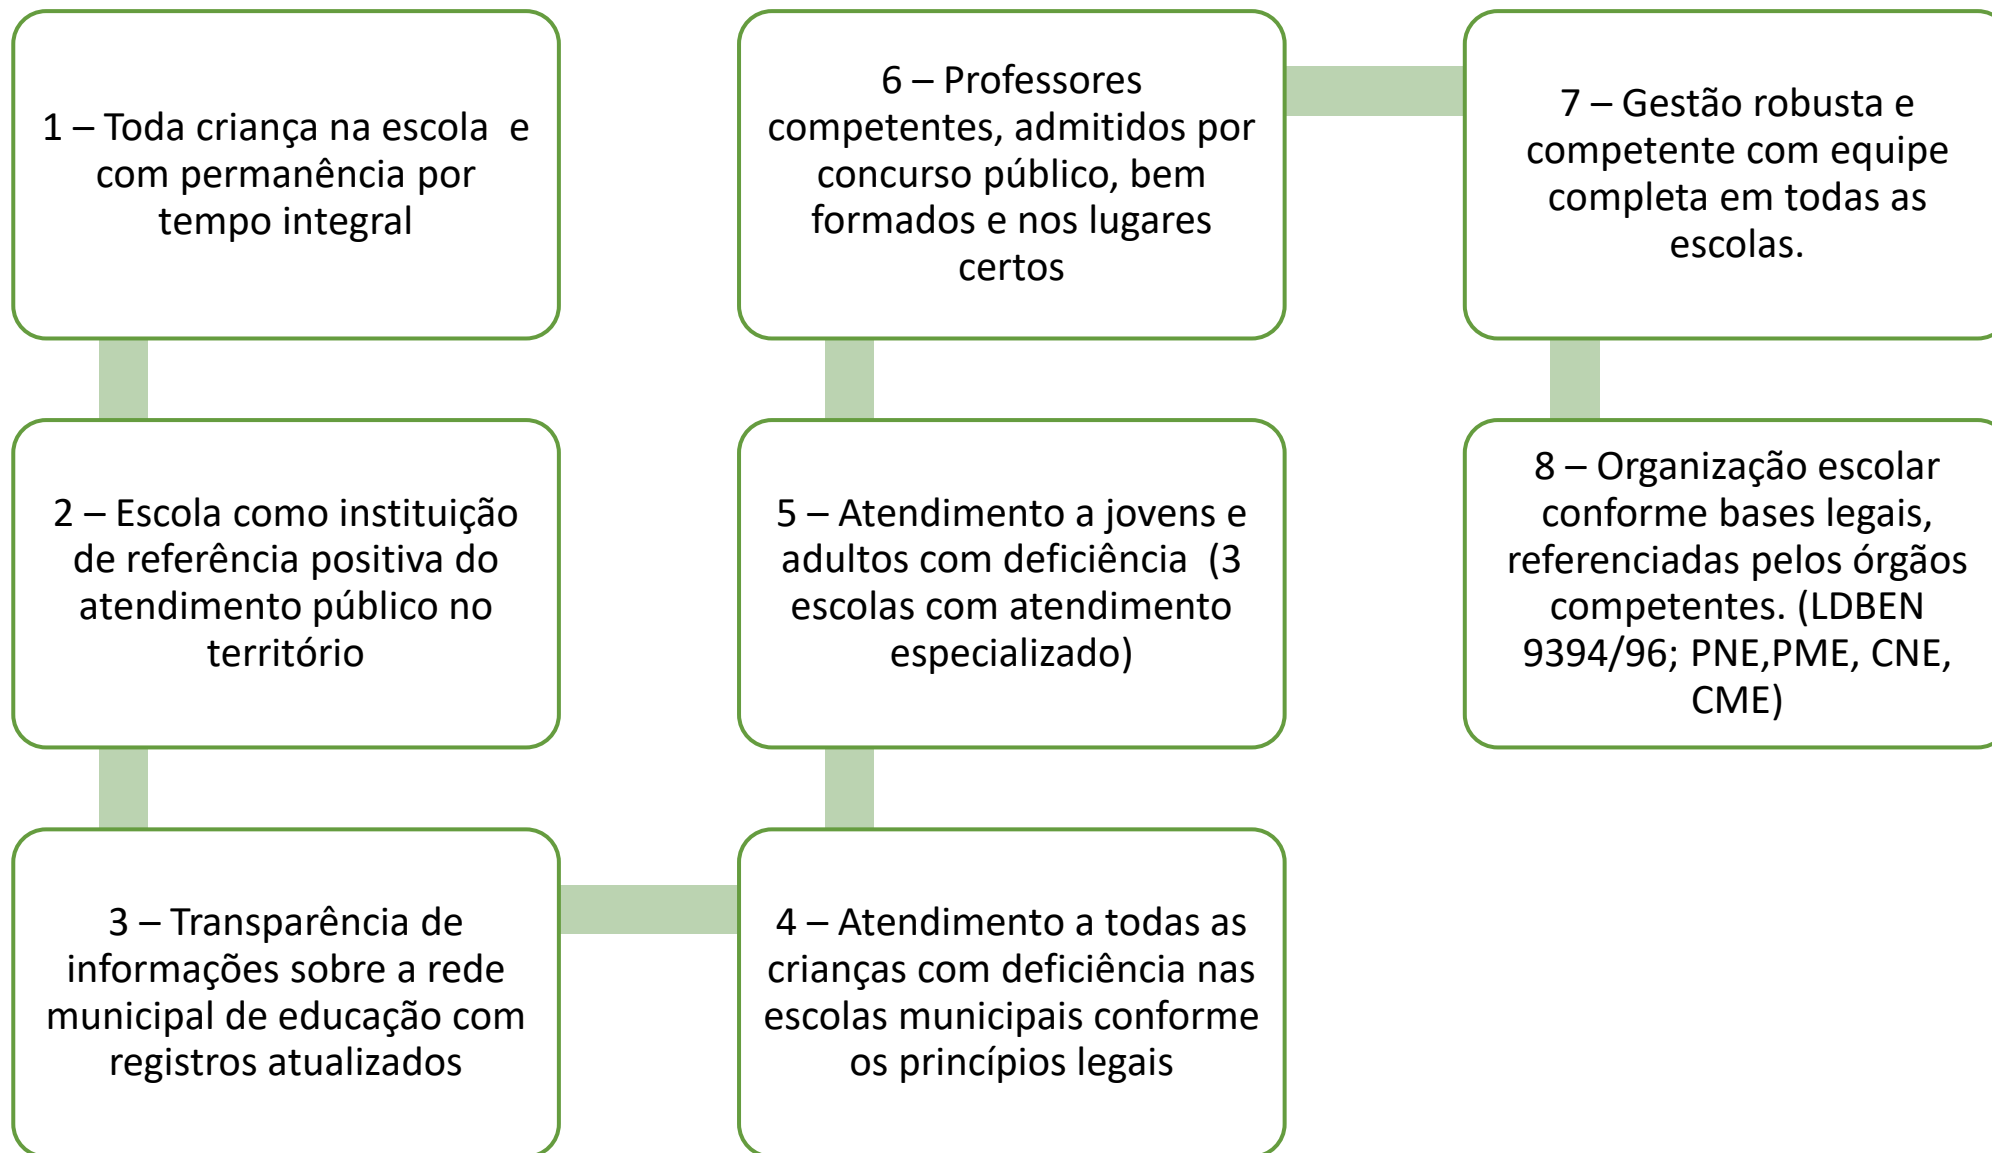 1 – Toda criança na escola e
com permanência por
tempo integral
2 – Escola como instituição
de referência positiva do
atendimento público no
território
3 – Transparência de
informações sobre a rede
municipal de educação com
registros atualizados
4 – Atendimento a todas as
crianças com deficiência nas
escolas municipais conforme
os princípios legais
5 – Atendimento a jovens e
adultos com deficiência (3
escolas com atendimento
especializado)
6 – Professores
competentes, admitidos por
concurso público, bem
formados e nos lugares
certos
7 – Gestão robusta e
competente com equipe
completa em todas as
escolas.
8 – Organização escolar
conforme bases legais,
referenciadas pelos órgãos
competentes. (LDBEN
9394/96; PNE,PME, CNE,
CME)